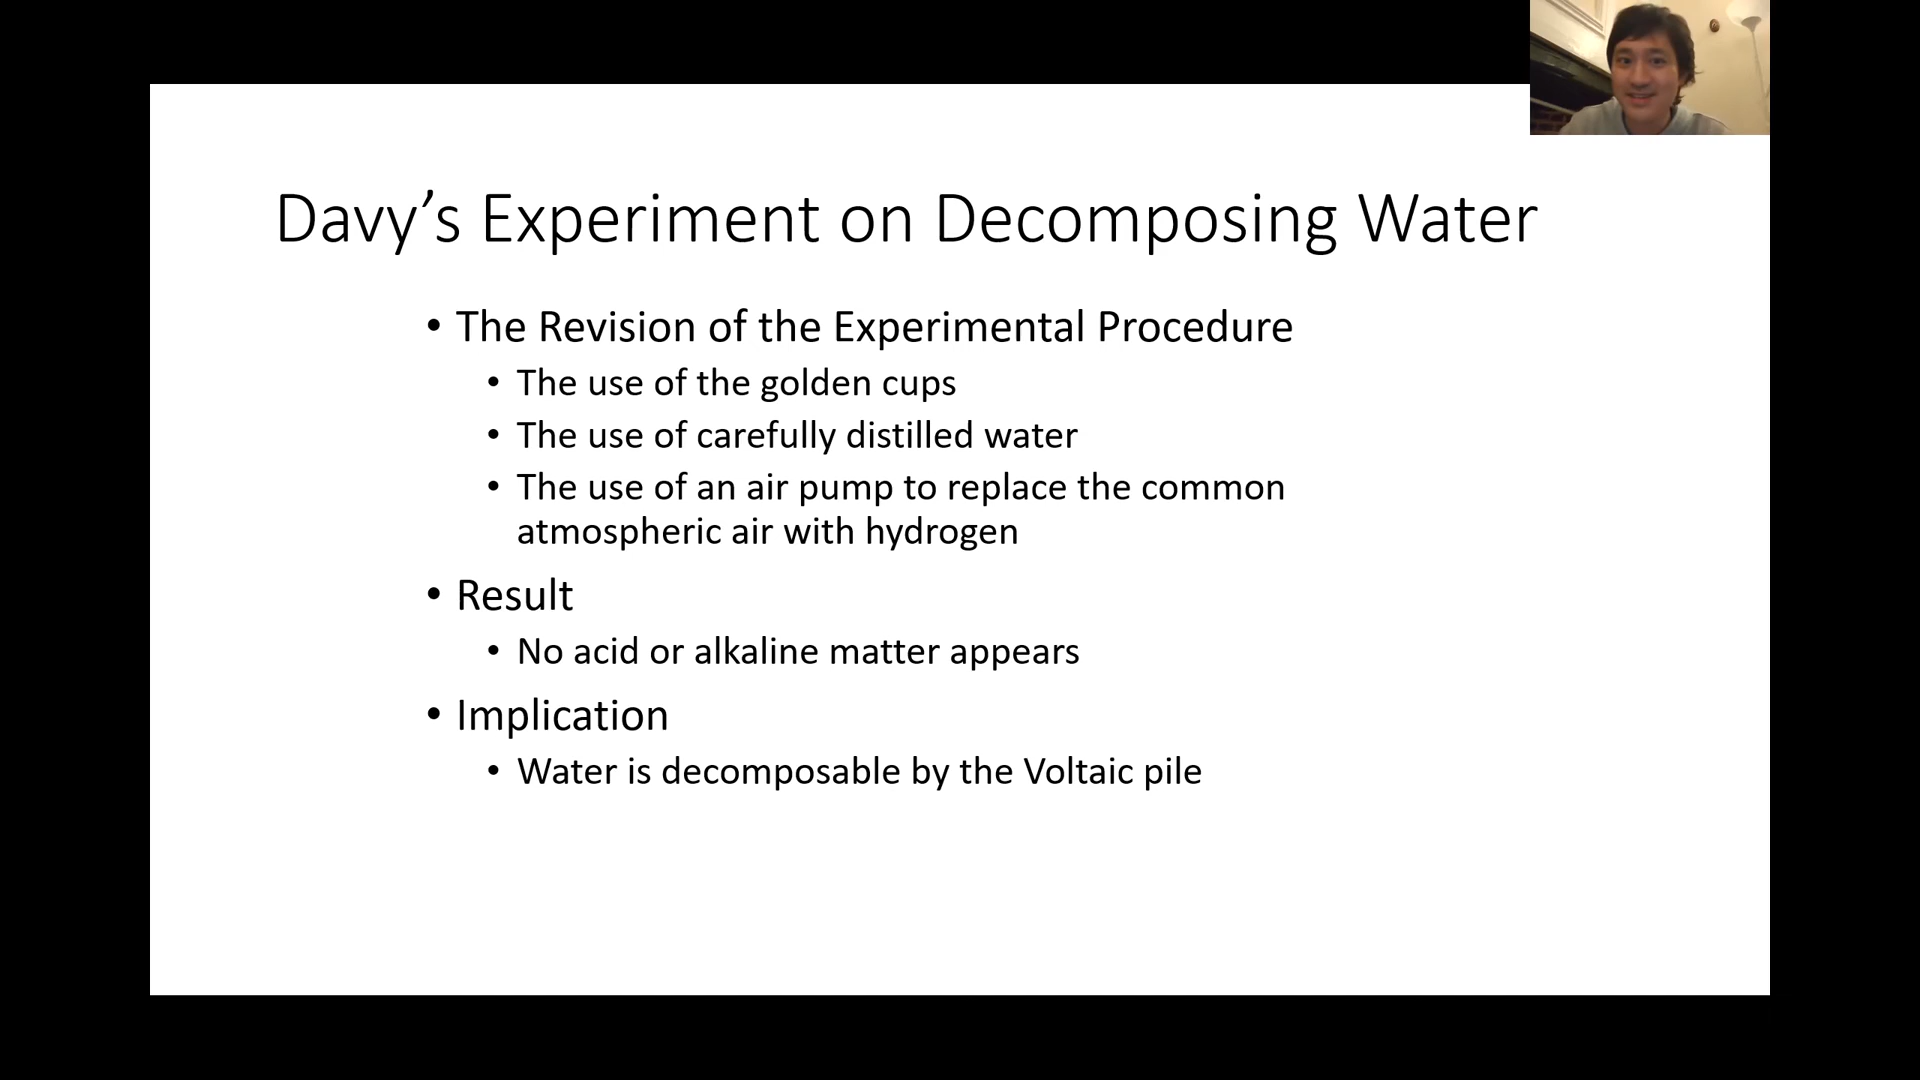 Davy’s Experiment on Decomposing Water
• The Revision of the Experimental Procedure
• The use of the golden cups
• The use of carefully distilled water
• The use of an air pump to replace the common
atmospheric air with hydrogen
• Result
• No acid or alkaline matter appears
• Implication
• Water is decomposable by the Voltaic pile